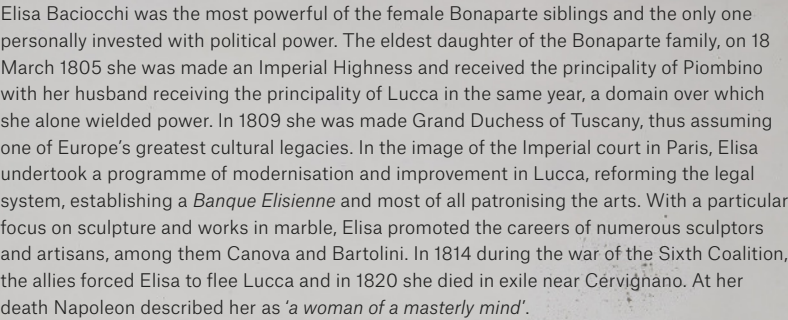 Elisa Baciocchi was the most powerful of the female Bonaparte siblings and the only one
personally invested with political power. The eldest daughter of the Bonaparte family, on 18
March 1805 she was made an Imperial Highness and received the principality of Piombino
with her husband receiving the principality of Lucca in the same year, a domain over which
she alone wielded power. In 1809 she was made Grand Duchess of Tuscany, thus assuming
one of Europe's greatest cultural legacies. In the image of the Imperial court in Paris, Elisa
undertook a programme of modernisation and improvement in Lucca, reforming the legal
system, establishing a Banque Elisienne and most of all patronising the arts. With a particular
focus on sculpture and works in marble, Elisa promoted the careers of numerous sculptors
and artisans, among them Canova and Bartolini. In 1814 during the war of the Sixth Coalition,
the allies forced Elisa to flee Lucca and in 1820 she died in exile near Cervignano. At her
death Napoleon described her as ‘a woman of a masterly mind’.